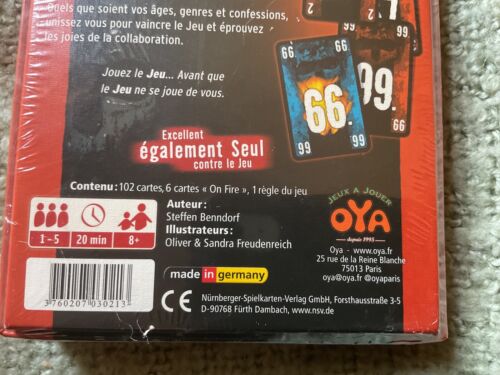 Quels que soient vos âges, genres et confessions,
unissez vous pour vaincre le Jeu et éprouvez
les joies de la collaboration.
Jouez le Jeu... Avant que
le Jeu ne se joue de vous.
2
2
66
66.
66
66
99.
99
Excellent
également Seul
contre le Jeu
Contenu : 102 cartes, 6 cartes « On Fire », 1 règle du jeu
1-5
20 min
8+
Auteur :
Steffen Benndorf
Illustrateurs :
Oliver & Sandra Freudenreich
JEUX A JOUER
OYA
depuis 1995
Oya - www.oya.fr
25 rue de la Reine Blanche
75013 Paris
oya@oya.fr @oyaparis
made in germany
3760207030213
CE
Nürnberger-Spielkarten-Verlag GmbH, Forsthausstraße 3-5
D-90768 Fürth Dambach, www.nsv.de